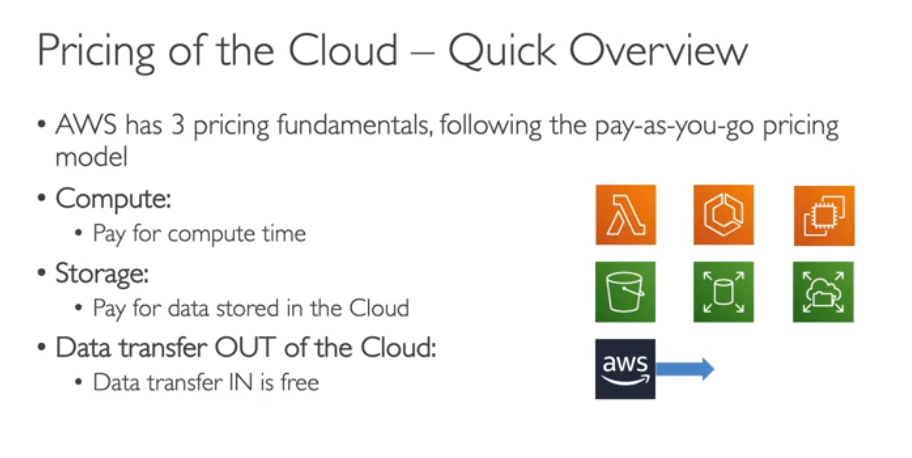 Pricing of the Cloud – Quick Overview
• AWS has 3 pricing fundamentals, following the pay-as-you-go pricing
model
• Compute:
• Pay for compute time
• Storage:
• Pay for data stored in the Cloud
• Data transfer OUT of the Cloud:
• Data transfer IN is free
aws